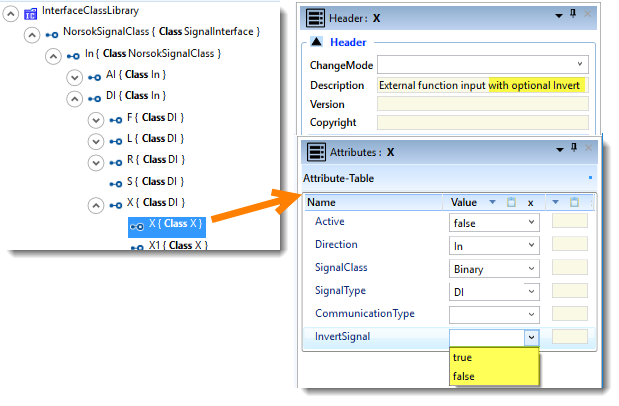 InterfaceClassLibrary
NorsokSignalClass { Class SignalInterface }
In { Class NorsokSignalClass }
AI { Class In }
DI { Class In }
F { Class DI }
L { Class DI }
R { Class DI }
S { Class DI }
X { Class DI }
X { Class X }
X1 { Class X }
Header : X
Header
ChangeMode
Description External function input with optional Invert
Version
Copyright
Attributes : X
Attribute-Table
Name Value x
Active false
Direction In
SignalClass Binary
SignalType DI
CommunicationType
InvertSignal
true
false